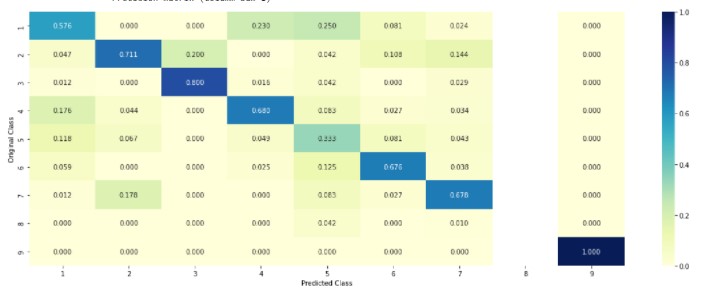 Precision matrix (Columm Sum=1)
1 0.576 0.000 0.000 0.230 0.250 0.081 0.024 0.000 1.0
2 0.047 0.711 0.200 0.000 0.042 0.108 0.144 0.000
3 0.012 0.000 0.800 0.016 0.042 0.000 0.029 0.000 0.8
4 0.176 0.044 0.000 0.680 0.083 0.027 0.034 0.000 0.6
Original Class
5 0.118 0.067 0.000 0.049 0.333 0.081 0.043 0.000
6 0.059 0.000 0.000 0.025 0.125 0.676 0.038 0.000 0.4
7 0.012 0.178 0.000 0.000 0.083 0.027 0.678 0.000
8 0.000 0.000 0.000 0.000 0.042 0.000 0.010 0.000 0.2
9 0.000 0.000 0.000 0.000 0.000 0.000 0.000 1.000
0.0
1 2 3 4 5 6 7 8 9
Predicted Class